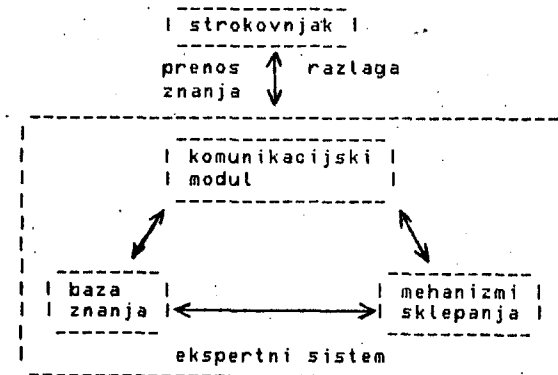 strokovnjak
prenos razlaga
znanja
komunikacijski
modul
baza mehanizmi
znanja sklepanja
ekspertni sistem